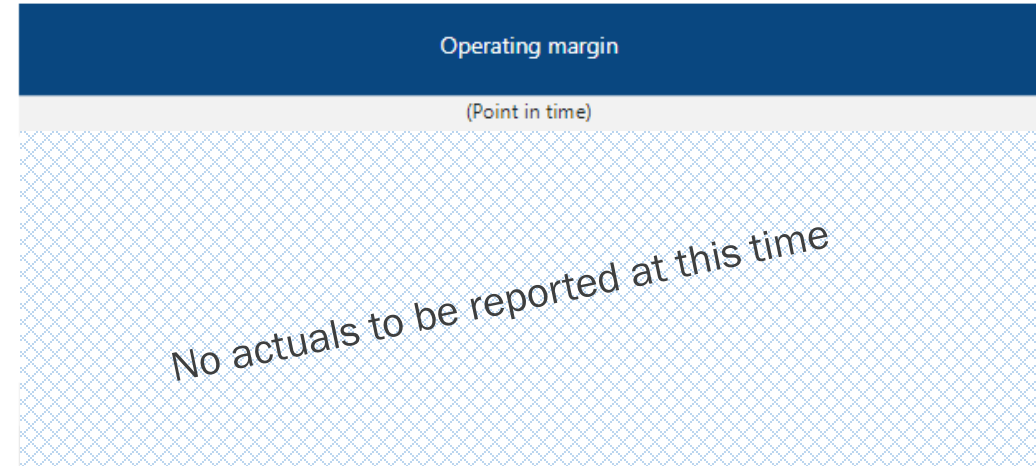 Operating margin
(Point in time)
No actuals to be reported at this time